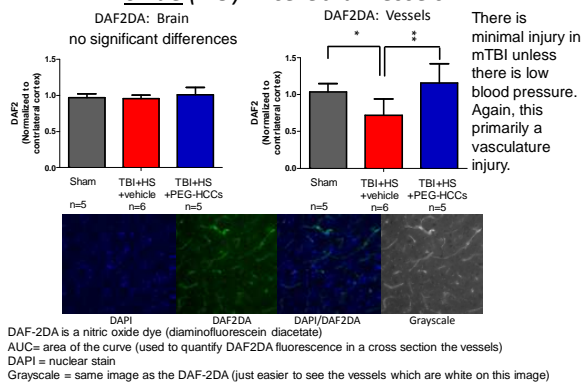 DAF2DA: Brain
no significant differences
DAF2
(Normalized to
contrlateral cortex)
1.5
1.0
0.5
0.0
Sham
TBI+HS
+vehicle
TBI+HS
+PEG-HCCs
n=5
n=6
n=5
DAF2DA: Vessels
*
**
DAF2
(Normalized to
contrlateral cortex)
1.5
1.0
0.5
0.0
Sham
TBI+HS
+vehicle
TBI+HS
+PEG-HCCs
n=5
n=6
n=5
There is
minimal injury in
mTBI unless
there is low
blood pressure.
Again, this
primarily a
vasculature
injury.
DAPI
DAF2DA
DAPI/DAF2DA
Grayscale
DAF-2DA is a nitric oxide dye (diaminofluorescein diacetate)
AUC= area of the curve (used to quantify DAF2DA fluorescence in a cross section the vessels)
DAPI = nuclear stain
Grayscale = same image as the DAF-2DA (just easier to see the vessels which are white on this image)